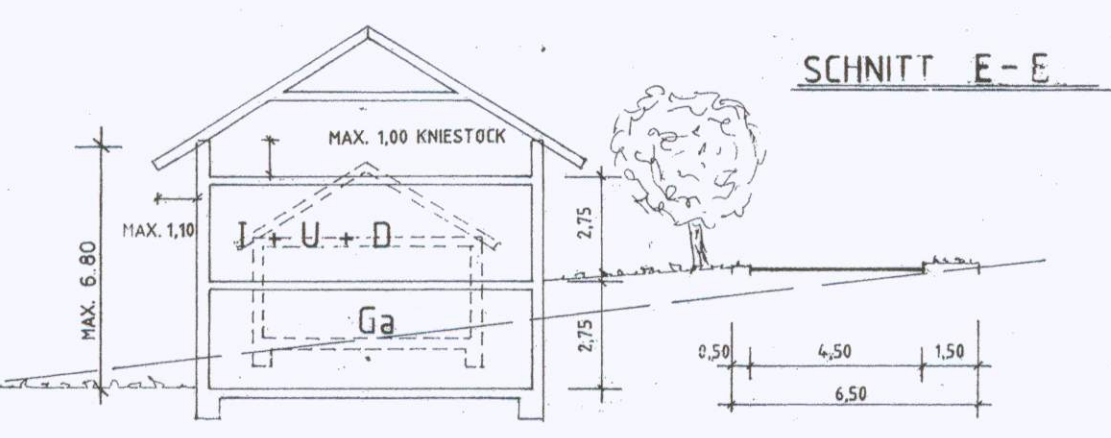 SCHNITT E-E
MAX. 1,00 KNIESTOCK
MAX. 1,10
I + U + D
2,75
MAX. 6.80
Ga
2,75
0,50 4,50 1,50
6,50